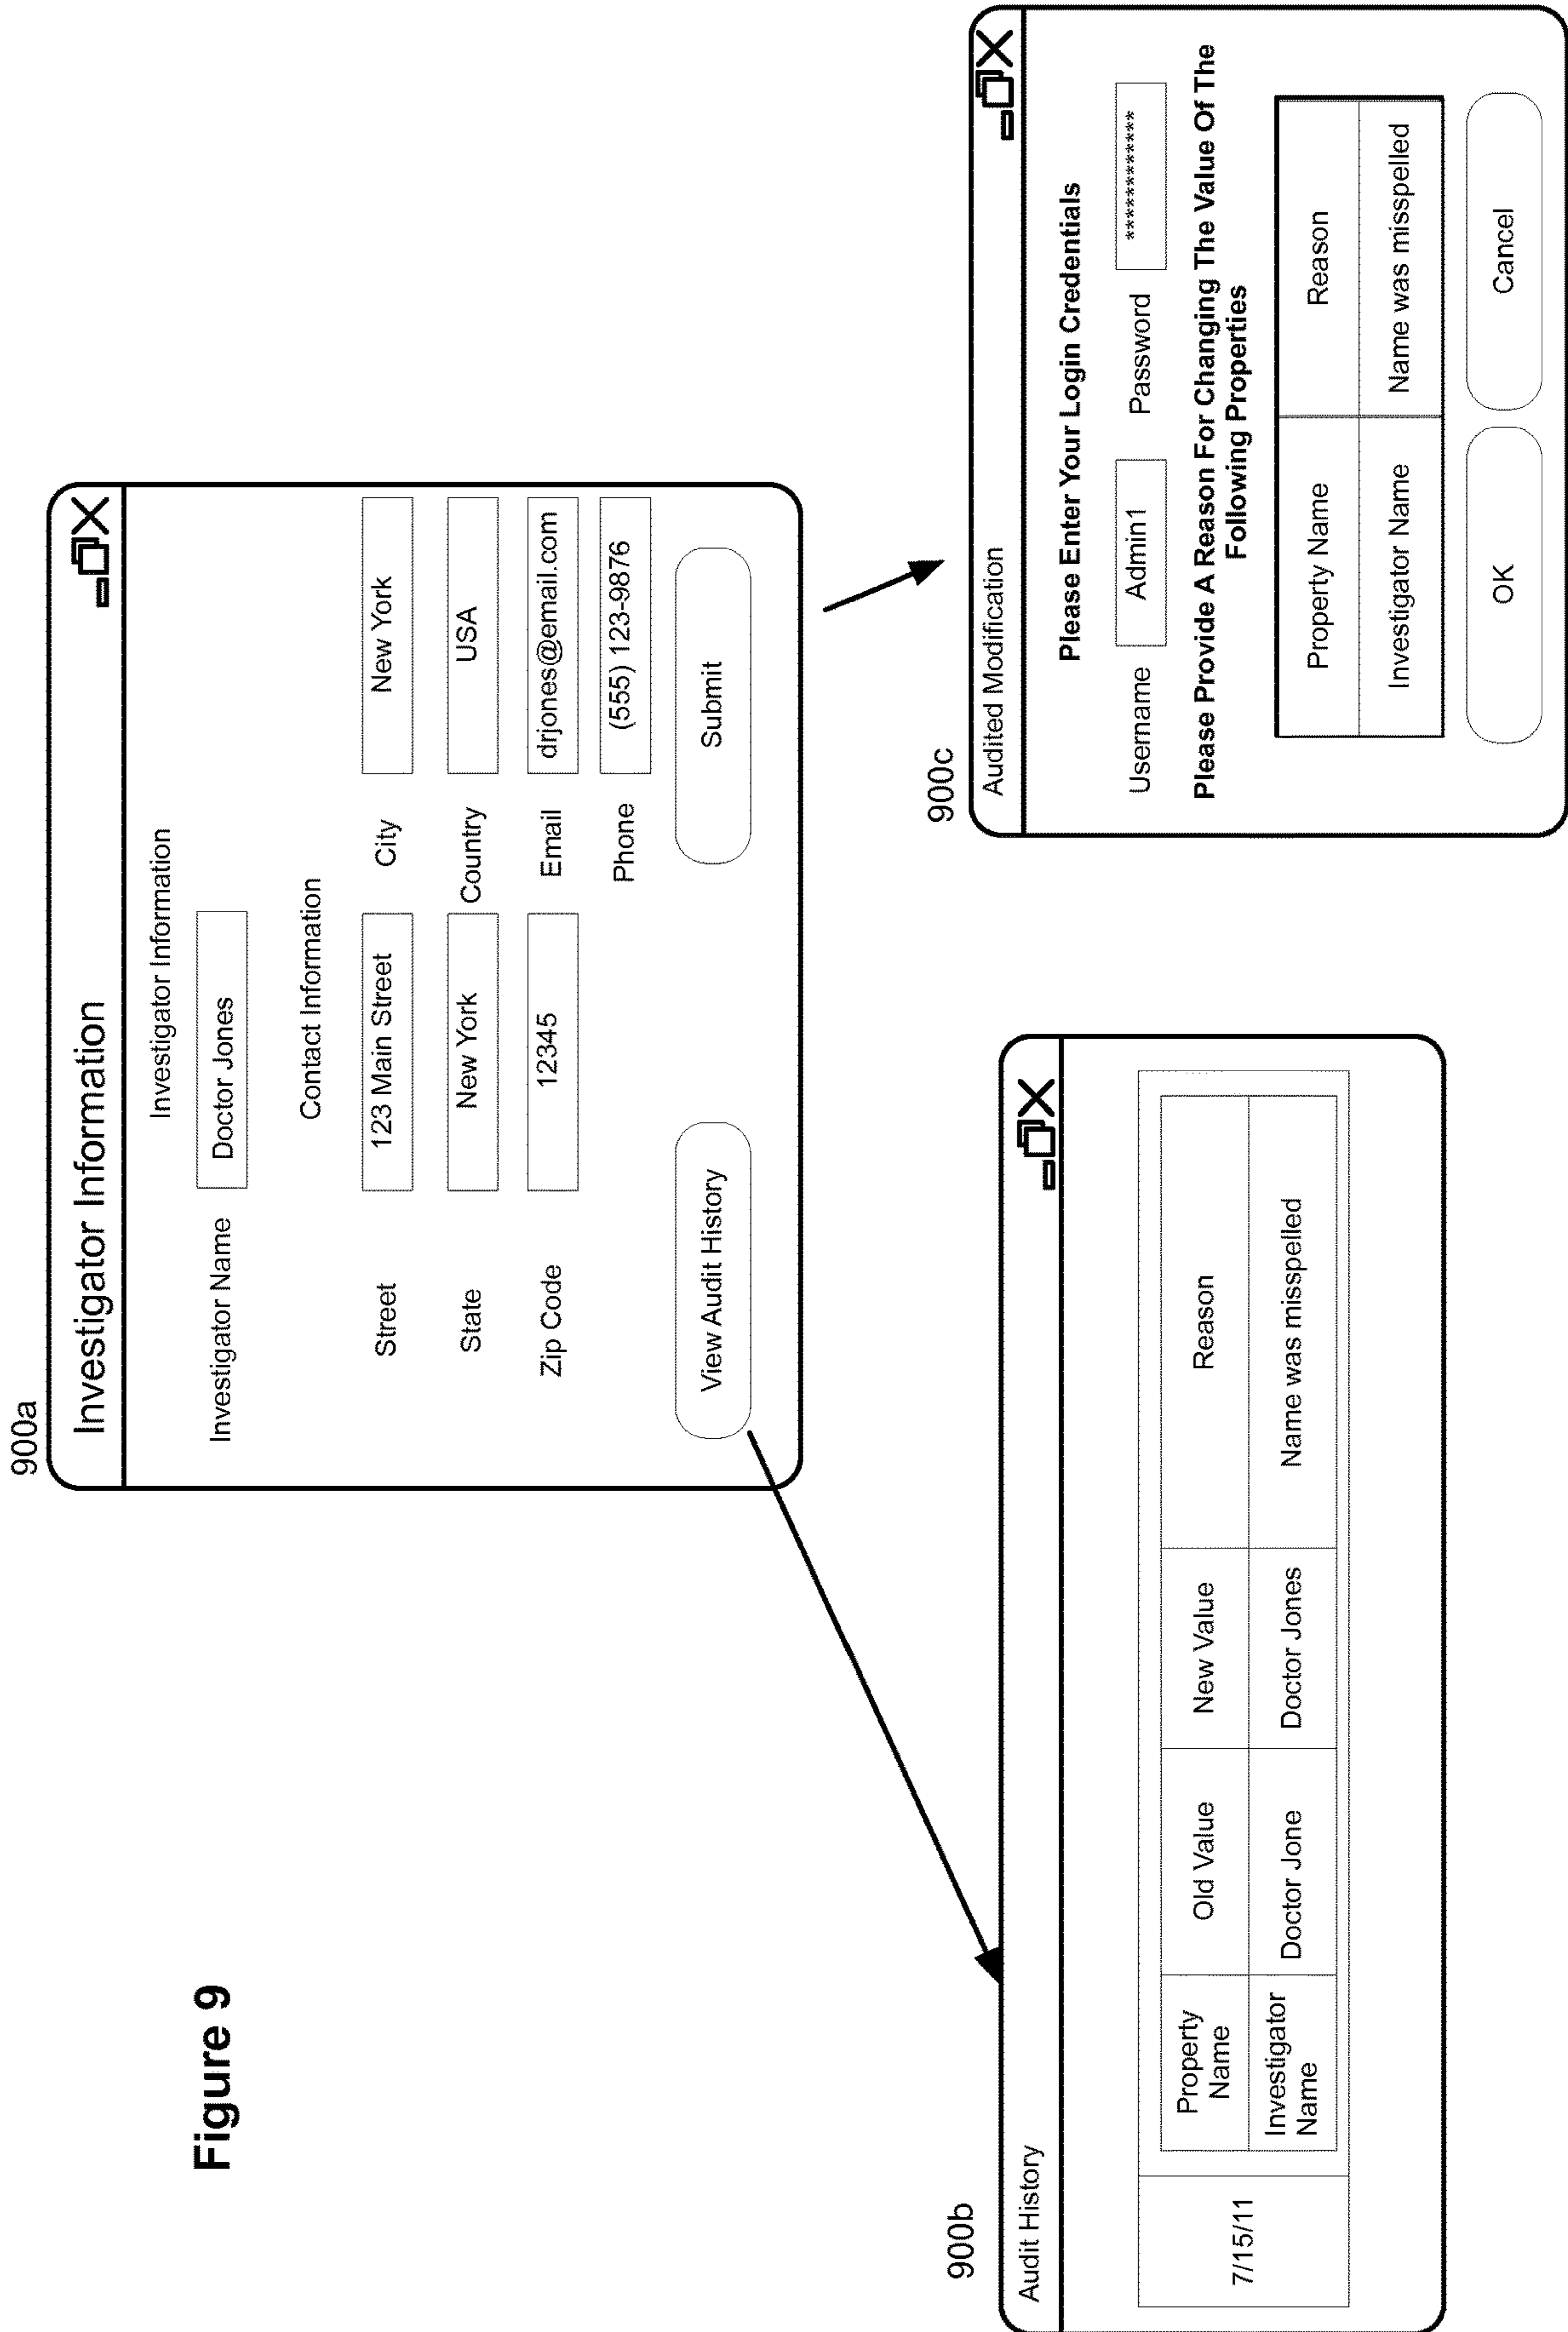 Figure 9
900a
Investigator Information
Investigator Information
Investigator Name Doctor Jones
Contact Information
Street 123 Main Street City New York
State New York Country USA
Zip Code 12345 Email drjones@email.com
Phone (555) 123-9876
View Audit History Submit
900b
Audit History
7/15/11
Property Name Old Value New Value Reason
Investigator Name Doctor Jone Doctor Jones Name was misspelled
900c
Audited Modification
Please Enter Your Login Credentials
Username Admin1 Password ***********
Please Provide A Reason For Changing The Value Of The
Following Properties
Property Name Reason
Investigator Name Name was misspelled
OK Cancel